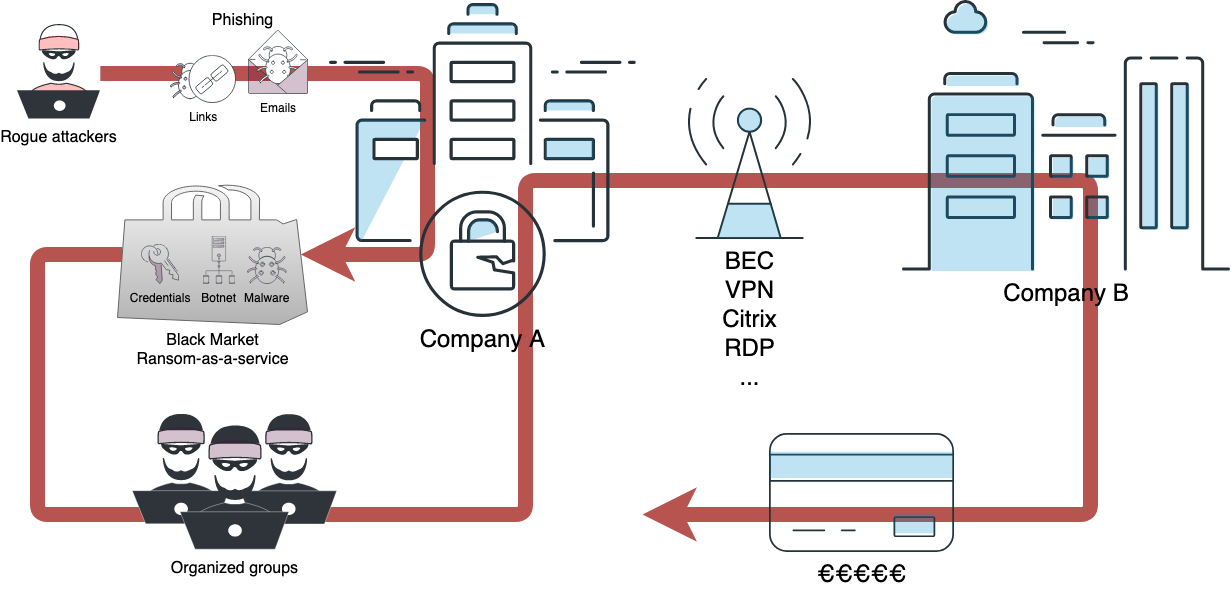 Phishing
Links
Emails
Rogue attackers
Credentials
Botnet
Malware
Black Market
Ransom-as-a-service
Company A
BEC
VPN
Citrix
RDP
...
Company B
Organized groups
€€€€€